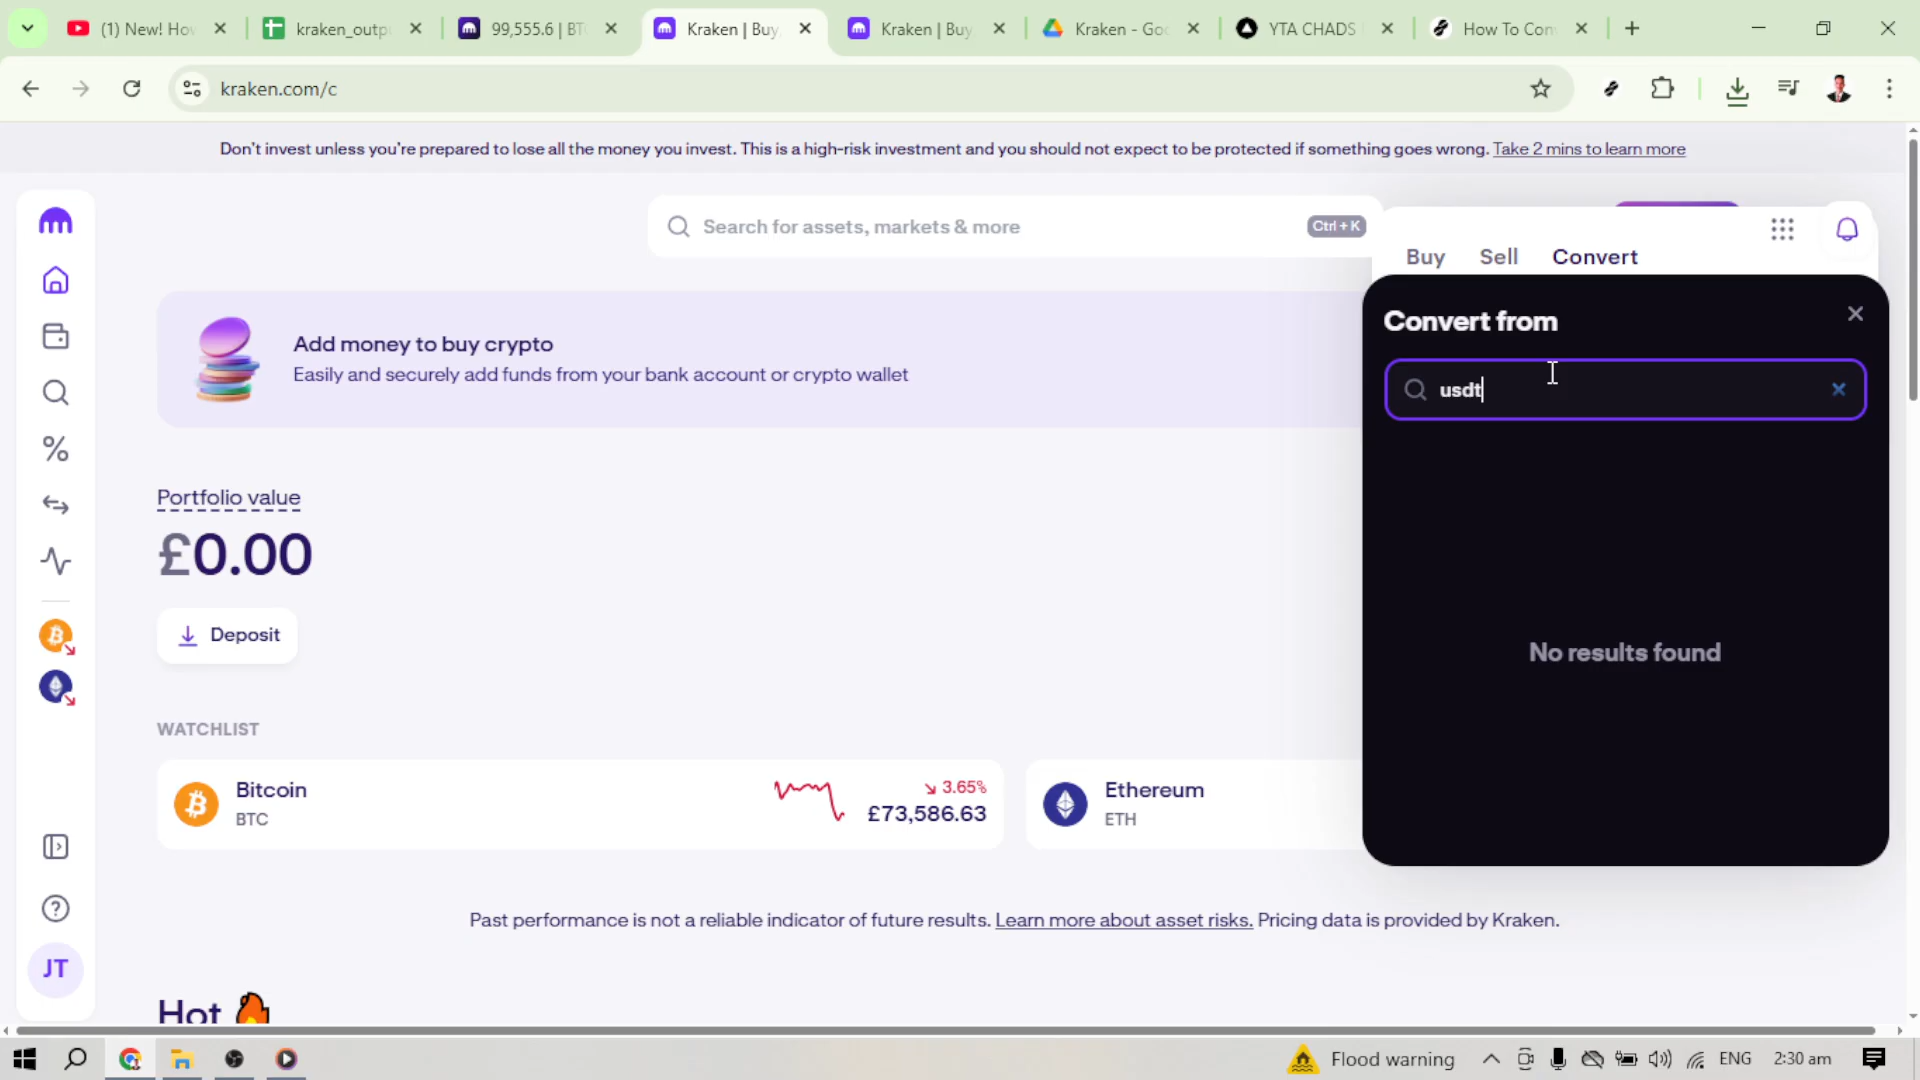 (1) New! How
kraken_outp
99,555.6 | BT
Kraken | Buy,
Kraken | Buy
Kraken - Goo
YTA CHADS
How To Con
kraken.com/c
Don't invest unless you're prepared to lose all the money you invest. This is a high-risk investment and you should not expect to be protected if something goes wrong. Take 2 mins to learn more
Search for assets, markets & more
Ctrl + K
Buy
Sell
Convert
Convert from
usdt
No results found
Add money to buy crypto
Easily and securely add funds from your bank account or crypto wallet
Portfolio value
£0.00
Deposit
WATCHLIST
Bitcoin
BTC
3.65%
£73,586.63
Ethereum
ETH
Past performance is not a reliable indicator of future results. Learn more about asset risks. Pricing data is provided by Kraken.
JT
Hot
Flood warning
ENG
2:30 am